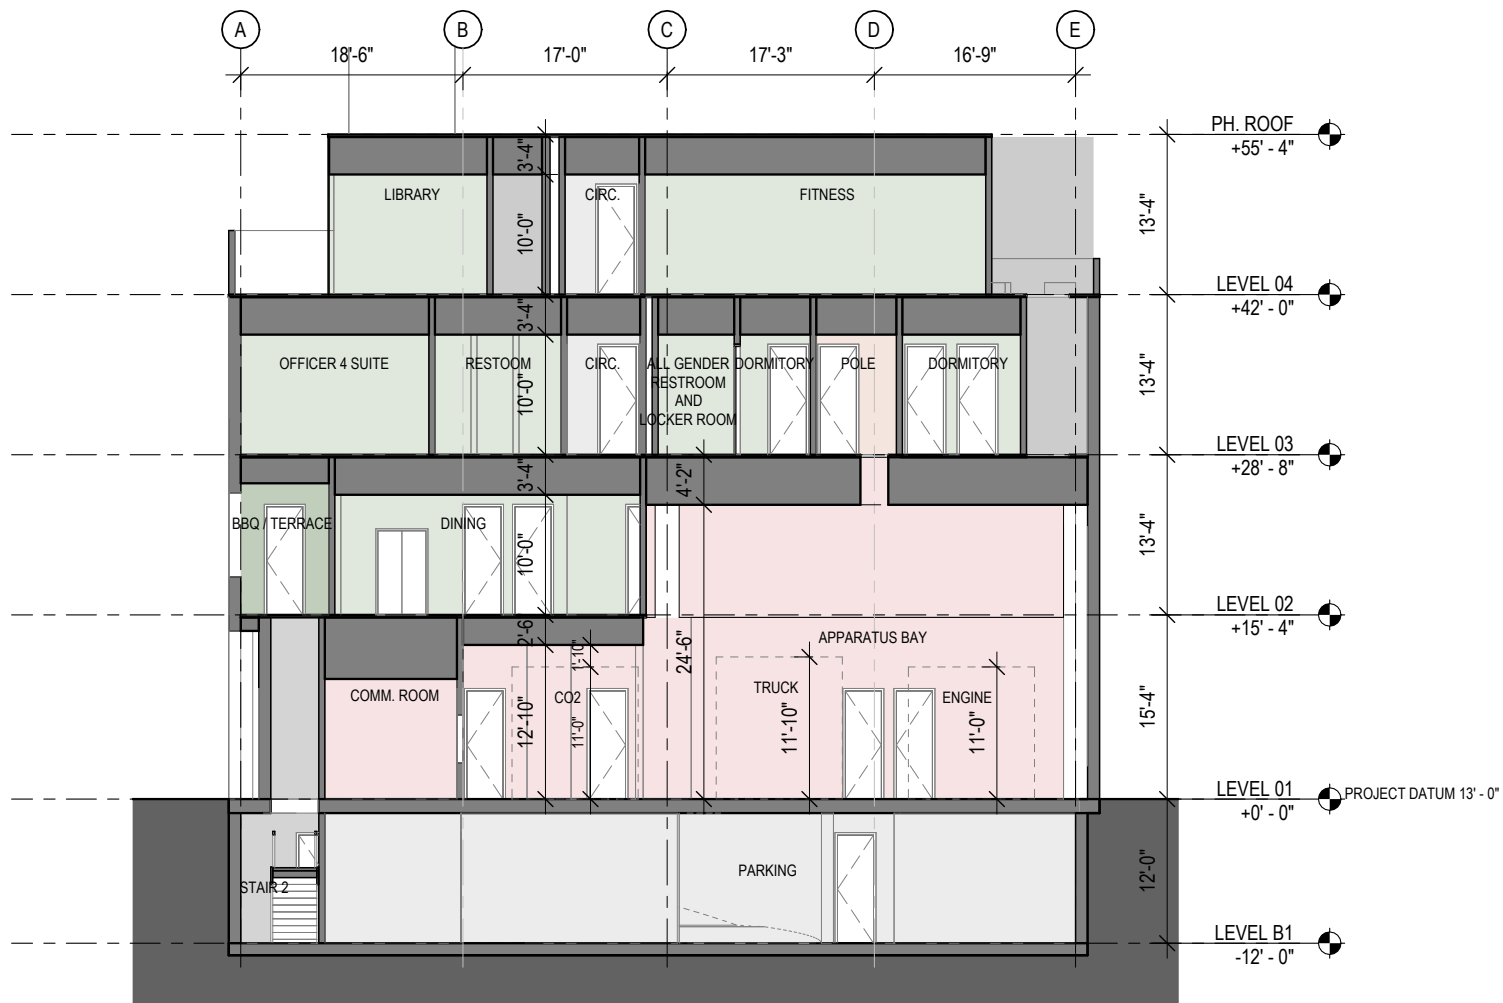 A
B
C
D
E
18'-6"
17'-0"
17'-3"
16'-9"
PH. ROOF
+55' - 4"
3'-4"
LIBRARY
CIRC.
FITNESS
10'-0"
13'-4"
LEVEL 04
+42' - 0"
3'-4"
OFFICER 4 SUITE
RESTOOM
CIRC.
ALL GENDER
RESTROOM
AND
LOCKER ROOM
DORMITORY
POLE
DORMITORY
10'-0"
13'-4"
LEVEL 03
+28' - 8"
3'-4"
4'-2"
BBQ / TERRACE
DINING
10'-0"
13'-4"
LEVEL 02
+15' - 4"
2'-6
1'-10"
24'-6"
APPARATUS BAY
COMM. ROOM
CO2
TRUCK
ENGINE
12'-10"
11'-0"
11'-10"
11'-0"
15'-4"
LEVEL 01
+0' - 0"
PROJECT DATUM 13' - 0"
STAIR 2
PARKING
12'-0"
LEVEL B1
-12' - 0"